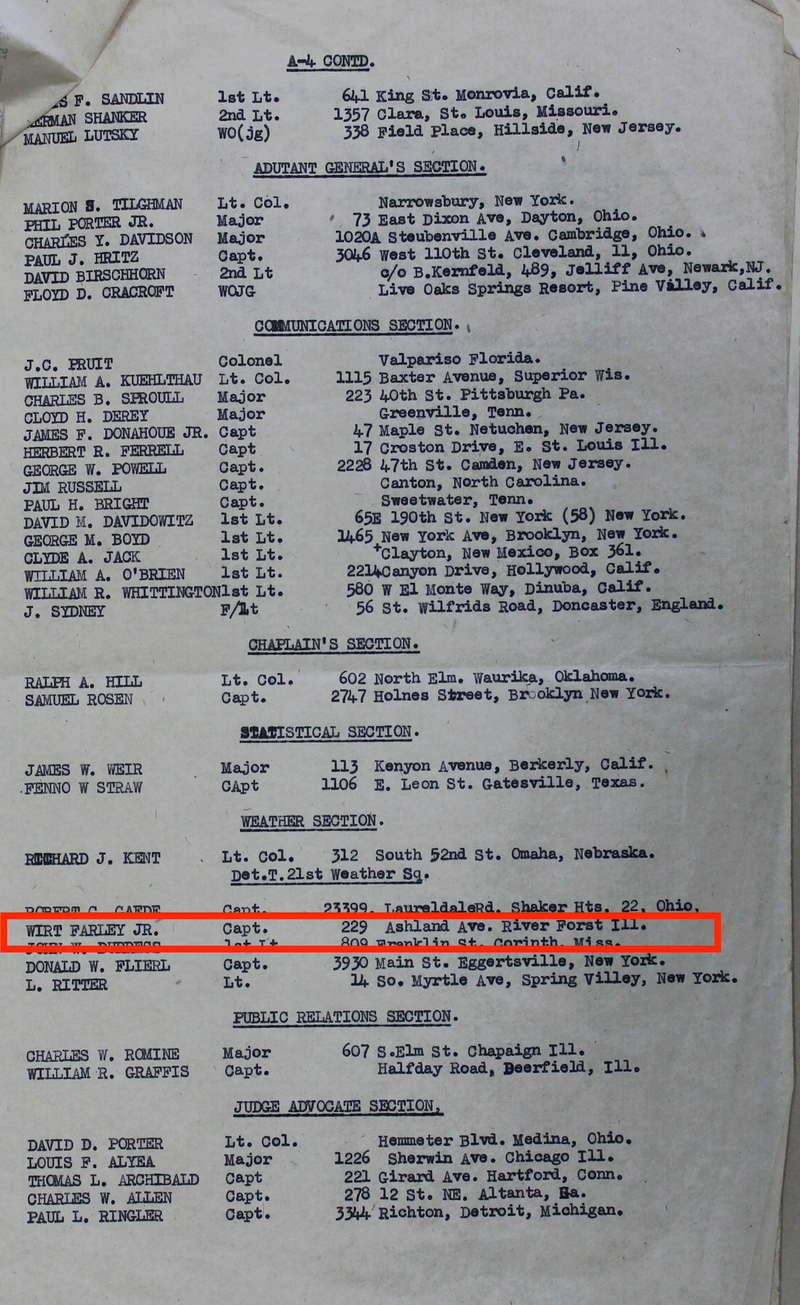 A-4 CONTD.
F. SANDLIN 1st Lt. 641 King St. Monrovia, Calif.
SHANKER 2nd Lt. 1357 Clara, St. Louis, Missouri.
MANUEL LUTSKY WO(jg) 338 Field Place, Hillside, New Jersey.
ADUTANT GENERAL'S SECTION.
MARION S. TILGHMAN Lt. Col. Narrowsbury, New York.
PHIL PORTER JR. Major 73 East Dixon Ave, Dayton, Ohio.
CHARLES Y. DAVIDSON Major 1020A Steubenville Ave. Cambridge, Ohio.
PAUL J. HRITZ Capt. 3046 West 110th St. Cleveland, 11, Ohio.
DAVID BIRSCHHORN 2nd Lt c/o B.Kernfeld, 489, Jelliff Ave, Newark,NJ.
FLOYD D. CRACROFT WOJG Live Oaks Springs Resort, Pine Valley, Calif.
COMMUNICATIONS SECTION.
J.C. PRUIT Colonel Valpariso Florida.
WILLIAM A. KUEHLTHAU Lt. Col. 1115 Baxter Avenue, Superior Wis.
CHARLES B. SPROULL Major 223 40th St. Pittsburgh Pa.
CLOYD H. DEREY Major Greenville, Tenn.
JAMES F. DONAHOUE JR. Capt 47 Maple St. Netuchen, New Jersey.
HERBERT R. FERRELL Capt 17 Croston Drive, E. St. Louis Ill.
GEORGE W. POWELL Capt. 2228 47th St. Camden, New Jersey.
JIM RUSSELL Capt. Canton, North Carolina.
PAUL H. BRIGHT Capt. Sweetwater, Tenn.
DAVID M. DAVIDOWITZ 1st Lt. 65E 190th St. New York (58) New York.
GEORGE M. BOYD 1st Lt. 1465 New York Ave, Brooklyn, New York.
CLYDE A. JACK 1st Lt. Clayton, New Mexico, Box 361.
WILLIAM A. O'BRIEN 1st Lt. 2214Canyon Drive, Hollywood, Calif.
WILLIAM R. WHITTINGTON1st Lt. 580 W El Monte Way, Dinuba, Calif.
J. SYDNEY F/Lt 56 St. Wilfrids Road, Doncaster, England.
CHAPLAIN'S SECTION.
RALPH A. HILL Lt. Col. 602 North Elm. Waurika, Oklahoma.
SAMUEL ROSEN Capt. 2747 Holnes Street, Brooklyn New York.
STATISTICAL SECTION.
JAMES W. WEIR Major 113 Kenyon Avenue, Berkerly, Calif.
FENNO W STRAW CApt 1106 E. Leon St. Gatesville, Texas.
WEATHER SECTION.
RICHARD J. KENT Lt. Col. 312 South 52nd St. Omaha, Nebraska.
Det.T.21st Weather Sq.
ROBERT C. Capt. 23399, LaureldaleRd. Shaker Hts. 22, Ohio.
WIRT FARLEY JR. Capt. 229 Ashland Ave. River Forst Ill.
JOHN W. 1st Lt 809 Franklin St. Corinth, Miss.
DONALD W. FLIERL Capt. 3930 Main St. Eggertsville, New York.
L. RITTER Lt. 14 So. Myrtle Ave, Spring Villey, New York.
PUBLIC RELATIONS SECTION.
CHARLES W. ROMINE Major 607 S.Elm St. Chapaign Ill.
WILLIAM R. GRAFFIS Capt. Halfday Road, Deerfield, Ill.
JUDGE ADVOCATE SECTION.
DAVID D. PORTER Lt. Col. Hemmeter Blvd. Medina, Ohio.
LOUIS F. ALYEA Major 1226 Sherwin Ave. Chicago Ill.
THOMAS L. ARCHIBALD Capt 221 Girard Ave. Hartford, Conn.
CHARLES W. ALLEN Capt. 278 12 St. NE. Altanta, Ga.
PAUL L. RINGLER Capt. 3344 Richton, Detroit, Michigan.